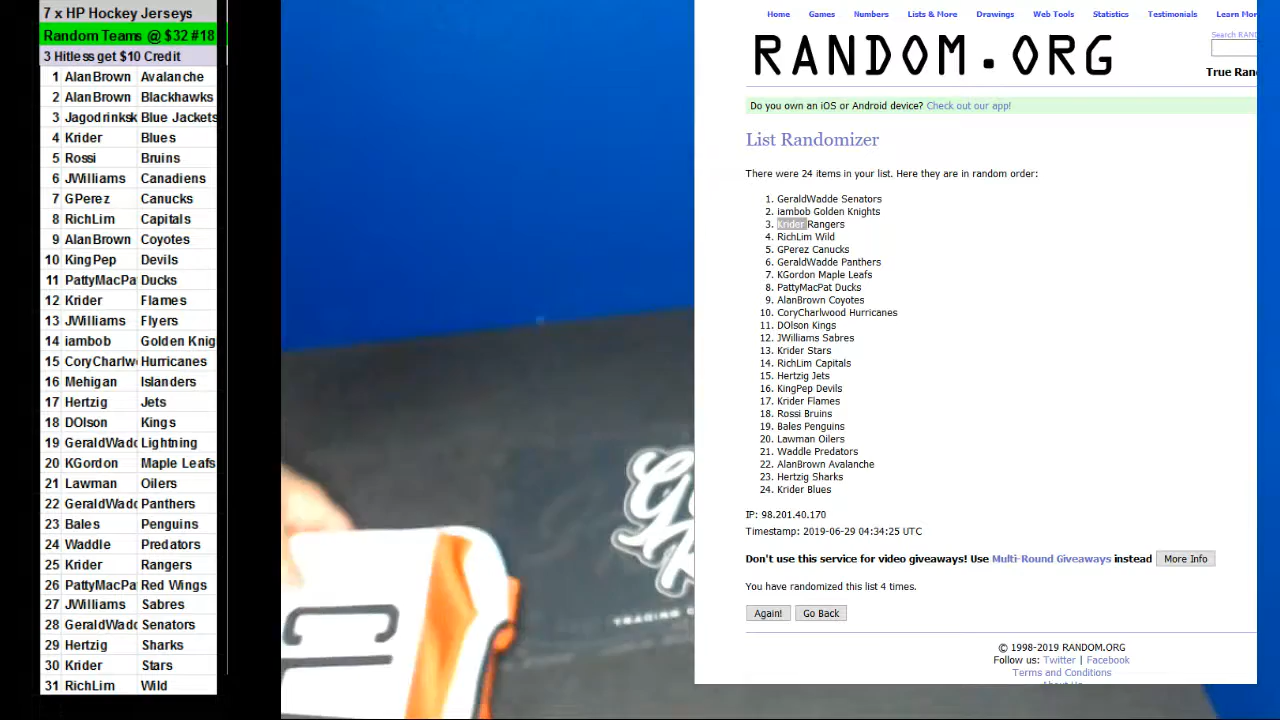 7 x HP Hockey Jerseys
Random Teams @ $32 #18
3 Hitless get $10 Credit
1 AlanBrown Avalanche
2 AlanBrown Blackhawks
3 Jagodrinksk Blue Jackets
4 Krider Blues
5 Rossi Bruins
6 JWilliams Canadiens
7 GPerez Canucks
8 RichLim Capitals
9 AlanBrown Coyotes
10 KingPep Devils
11 PattyMacPat Ducks
12 Krider Flames
13 JWilliams Flyers
14 iambob Golden Knig
15 CoryCharlw Hurricanes
16 Mehigan Islanders
17 Hertzig Jets
18 DOlson Kings
19 GeraldWadd Lightning
20 KGordon Maple Leafs
21 Lawman Oilers
22 GeraldWadd Panthers
23 Bales Penguins
24 Waddle Predators
25 Krider Rangers
26 PattyMacPat Red Wings
27 JWilliams Sabres
28 GeraldWadd Senators
29 Hertzig Sharks
30 Krider Stars
31 RichLim Wild
Home Games Numbers Lists & More Drawings Web Tools Statistics Testimonials Learn Mor
Search RAND
RANDOM.ORG
True Ran
Do you own an iOS or Android device? Check out our app!
List Randomizer
There were 24 items in your list. Here they are in random order:
1. GeraldWadde Senators
2. iambob Golden Knights
3. Krider Rangers
4. RichLim Wild
5. GPerez Canucks
6. GeraldWadde Panthers
7. KGordon Maple Leafs
8. PattyMacPat Ducks
9. AlanBrown Coyotes
10. CoryCharlwood Hurricanes
11. DOlson Kings
12. JWilliams Sabres
13. Krider Stars
14. RichLim Capitals
15. Hertzig Jets
16. KingPep Devils
17. Krider Flames
18. Rossi Bruins
19. Bales Penguins
20. Lawman Oilers
21. Waddle Predators
22. AlanBrown Avalanche
23. Hertzig Sharks
24. Krider Blues
IP: 98.201.40.170
Timestamp: 2019-06-29 04:34:25 UTC
Don't use this service for video giveaways! Use Multi-Round Giveaways instead More Info
You have randomized this list 4 times.
Again! Go Back
© 1998-2019 RANDOM.ORG
Follow us: Twitter | Facebook
Terms and Conditions
About Us
TRADING